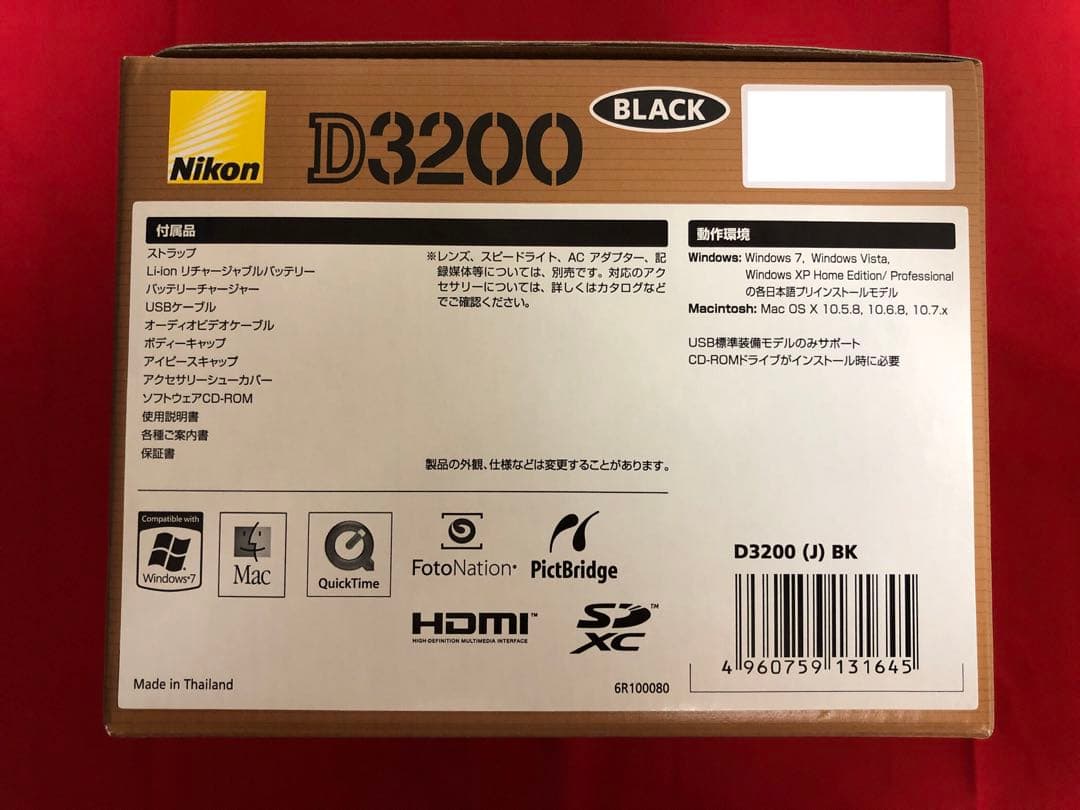 Nikon
D3200
BLACK
付属品
ストラップ
Li-ion リチャージャブルバッテリー
バッテリーチャージャー
USBケーブル
オーディオビデオケーブル
ボディーキャップ
アイピースキャップ
アクセサリーシューカバー
ソフトウェアCD-ROM
使用説明書
各種ご案内書
保証書
※レンズ、スピードライト、AC アダプター、記
録媒体等については、別売です。対応のアク
セサリーについては、詳しくはカタログなど
でご確認ください。
製品の外観、仕様などは変更することがあります。
動作環境
Windows: Windows 7, Windows Vista,
Windows XP Home Edition/ Professional
の各日本語プリインストールモデル
Macintosh: Mac OS X 10.5.8, 10.6.8, 10.7.x
USB標準装備モデルのみサポート
CD-ROMドライブがインストール時に必要
Compatible with
Windows®7
Mac
QuickTime
FotoNation
PictBridge
HDMI™
HIGH-DEFINITION MULTIMEDIA INTERFACE
SD™
XC
D3200 (J) BK
4 960759 131645
Made in Thailand
6R100080